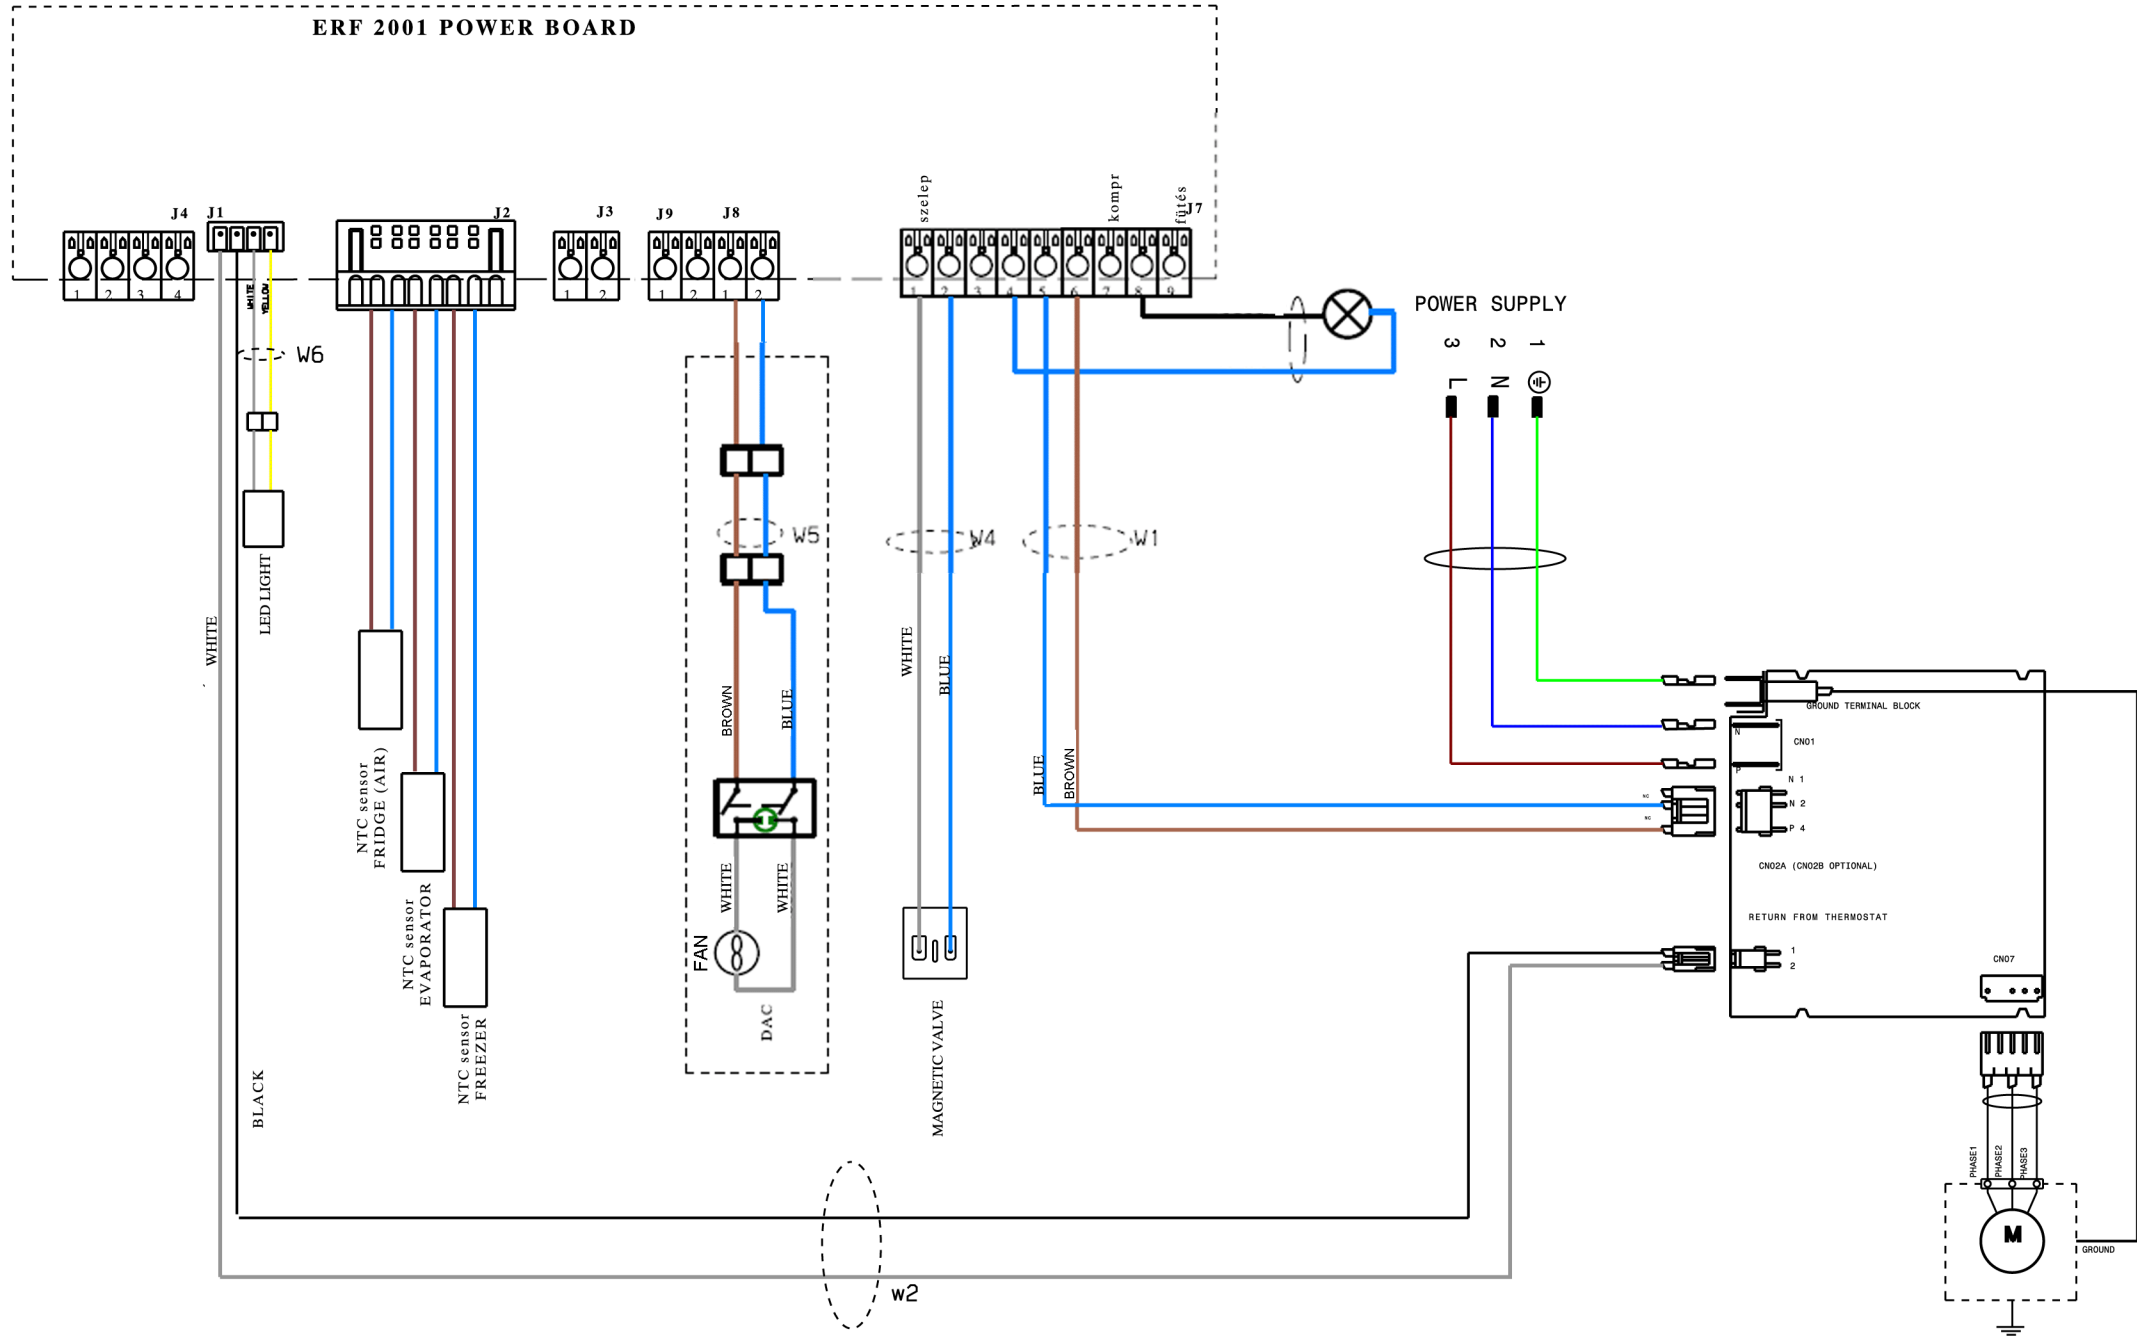 ERF 2001 POWER BOARD
J4
J1
J2
J3
J9
J8
szelep
kompr
fűtés
J7
1 2 3 4
1 2
1 2 1 2
1 2 3 4 5 6 7 8 9
WHITE
YELLOW
W6
LED LIGHT
WHITE
BLACK
NTC sensor
FRIDGE (AIR)
NTC sensor
EVAPORATOR
NTC sensor
FREEZER
W5
BROWN
BLUE
WHITE
WHITE
FAN
DAC
W4
WHITE
BLUE
MAGNETIC VALVE
W1
BLUE
BROWN
POWER SUPPLY
3 2 1
L N
GROUND TERMINAL BLOCK
N
CN01
P
N 1
NC
N 2
NC
P 4
CN02A (CN02B OPTIONAL)
RETURN FROM THERMOSTAT
1
2
CN07
PHASE1
PHASE2
PHASE3
M
GROUND
w2